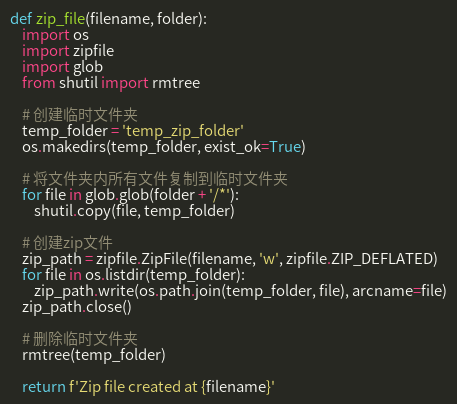 def zip_file(filename, folder):
    import os
    import zipfile
    import glob
    from shutil import rmtree

    # 创建临时文件夹
    temp_folder = 'temp_zip_folder'
    os.makedirs(temp_folder, exist_ok=True)

    # 将文件夹内所有文件复制到临时文件夹
    for file in glob.glob(folder + '/*'):
        shutil.copy(file, temp_folder)

    # 创建zip文件
    zip_path = zipfile.ZipFile(filename, 'w', zipfile.ZIP_DEFLATED)
    for file in os.listdir(temp_folder):
        zip_path.write(os.path.join(temp_folder, file), arcname=file)
    zip_path.close()

    # 删除临时文件夹
    rmtree(temp_folder)

    return f'Zip file created at {filename}'